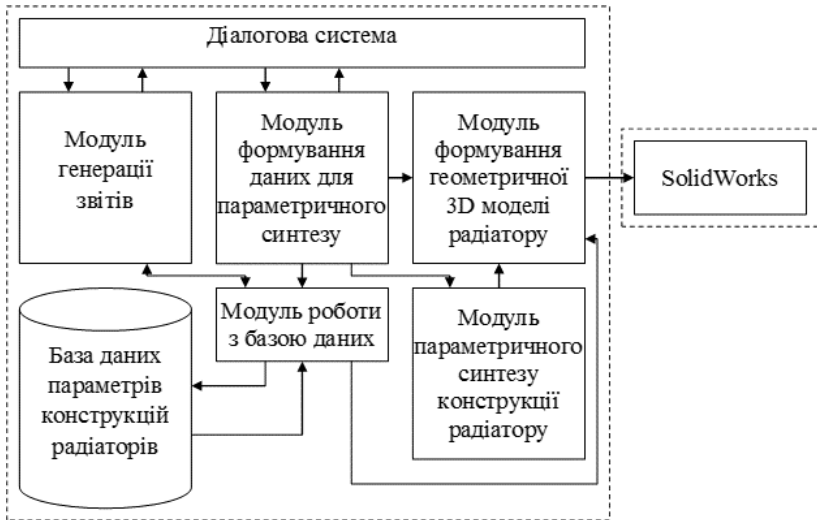 Діалогова система
Модуль
генерації
звітів
Модуль
формування
даних для
параметричного
синтезу
Модуль
формування
геометричної
3D моделі
радіатору
SolidWorks
База даних
параметрів
конструкцій
радіаторів
Модуль роботи
з базою даних
Модуль
параметричного
синтезу
конструкції
радіатору